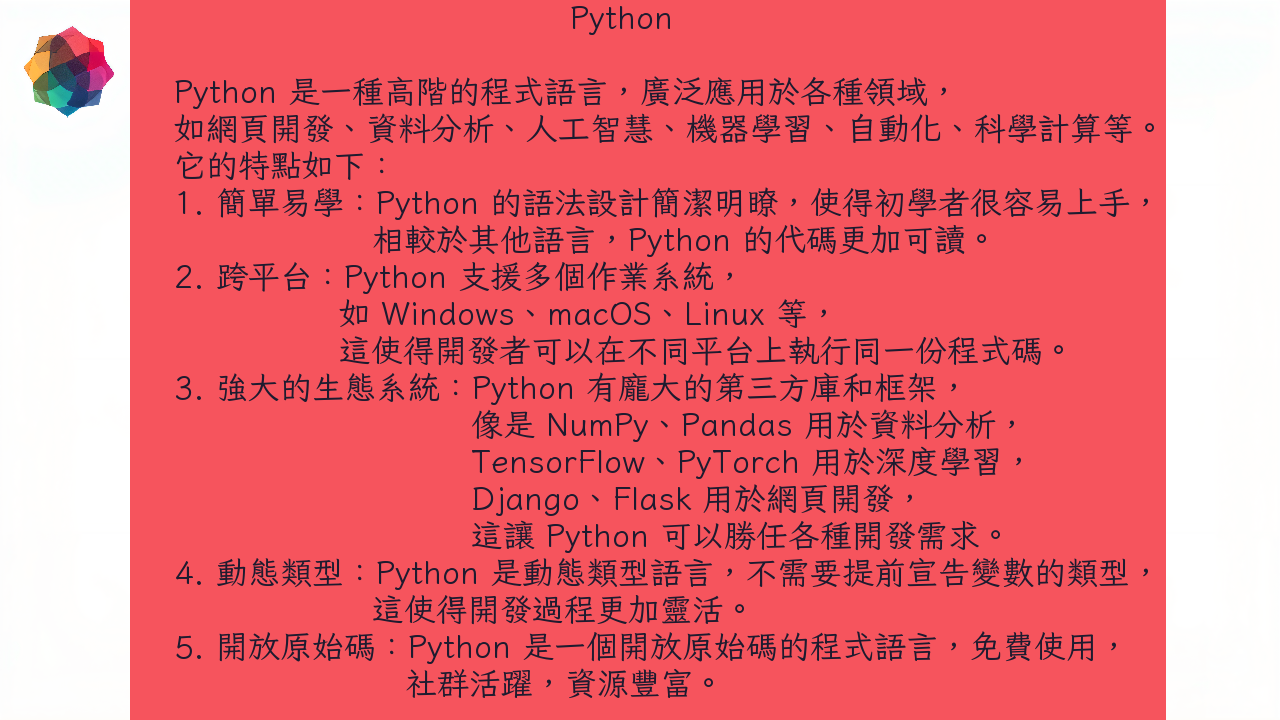 Python
Python 是一種高階的程式語言，廣泛應用於各種領域，
如網頁開發、資料分析、人工智慧、機器學習、自動化、科學計算等。
它的特點如下：
1. 簡單易學：Python 的語法設計簡潔明瞭，使得初學者很容易上手，
相較於其他語言，Python 的代碼更加可讀。
2. 跨平台：Python 支援多個作業系統，
如 Windows、macOS、Linux 等，
這使得開發者可以在不同平台上執行同一份程式碼。
3. 強大的生態系統：Python 有龐大的第三方庫和框架，
像是 NumPy、Pandas 用於資料分析，
TensorFlow、PyTorch 用於深度學習，
Django、Flask 用於網頁開發，
這讓 Python 可以勝任各種開發需求。
4. 動態類型：Python 是動態類型語言，不需要提前宣告變數的類型，
這使得開發過程更加靈活。
5. 開放原始碼：Python 是一個開放原始碼的程式語言，免費使用，
社群活躍，資源豐富。